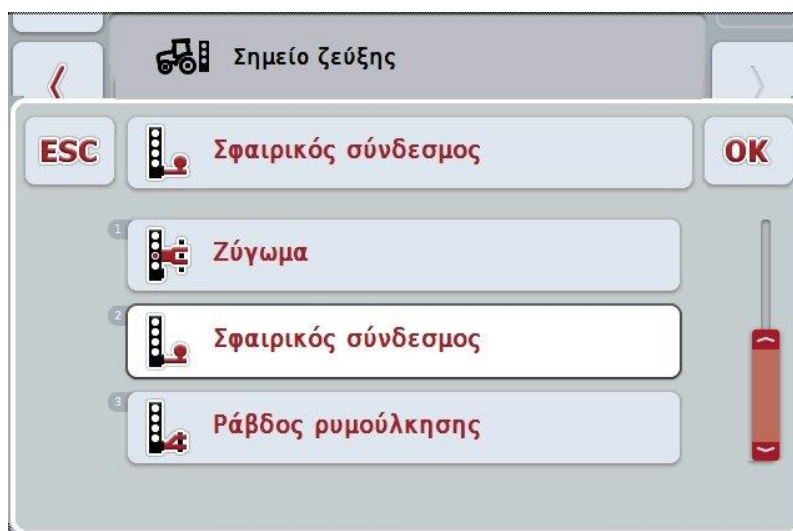 Σημείο ζεύξης
ESC
Σφαιρικός σύνδεσμος
OK
1
Ζύγωμα
2
Σφαιρικός σύνδεσμος
3
Ράβδος ρυμούλκησης